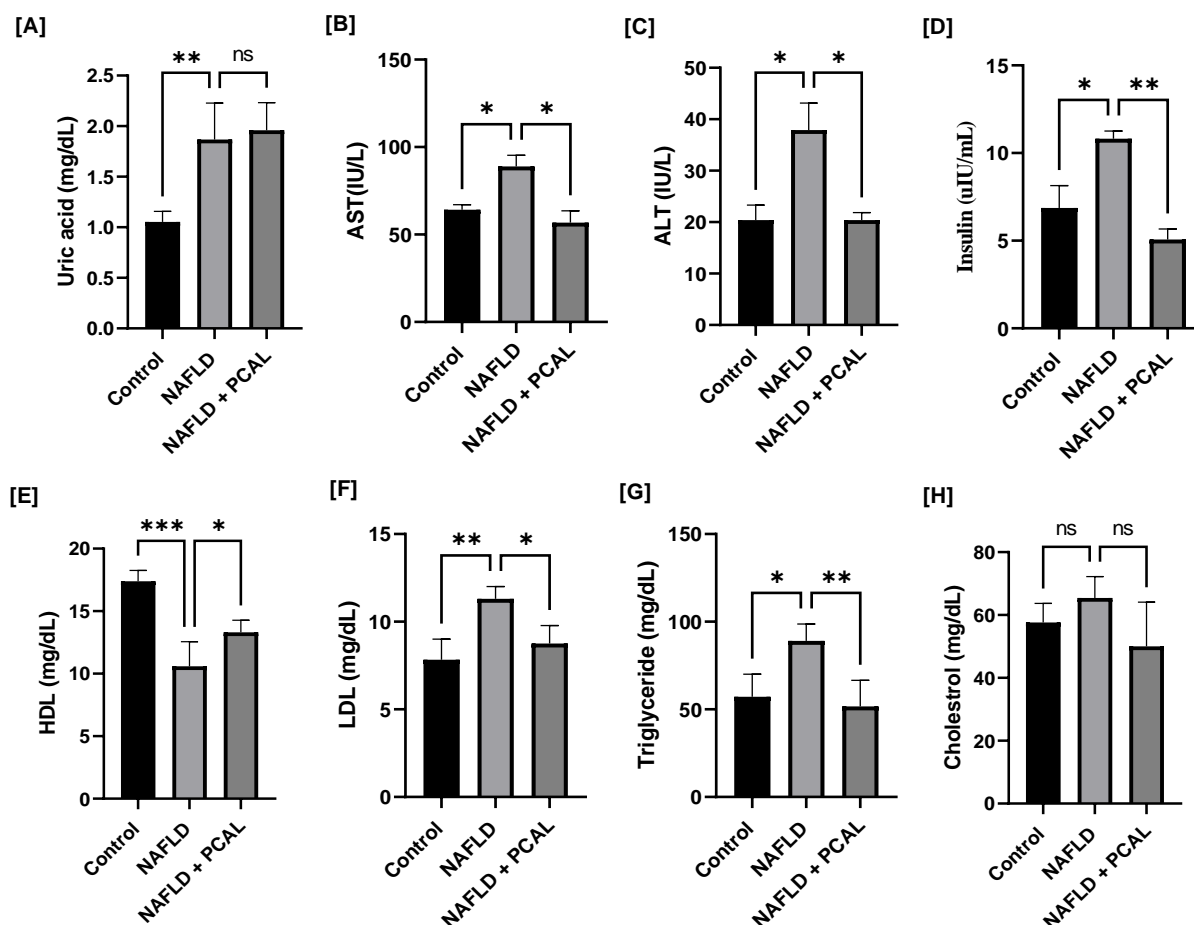 [A]
** ns
Uric acid (mg/dL)
2.5
2.0
1.5
1.0
0.5
0.0
Control
NAFLD
NAFLD + PCAL
[B]
* *
AST(IU/L)
150
100
50
0
Control
NAFLD
NAFLD + PCAL
[C]
* *
ALT (IU/L)
50
40
30
20
10
0
Control
NAFLD
NAFLD + PCAL
[D]
* **
Insulin (uIU/mL)
15
10
5
0
Control
NAFLD
NAFLD + PCAL
[E]
*** *
HDL (mg/dL)
20
15
10
5
0
Control
NAFLD
NAFLD + PCAL
[F]
** *
LDL (mg/dL)
15
10
5
0
Control
NAFLD
NAFLD + PCAL
[G]
* **
Triglyceride (mg/dL)
150
100
50
0
Control
NAFLD
NAFLD + PCAL
[H]
ns ns
Cholestrol (mg/dL)
80
60
40
20
0
Control
NAFLD
NAFLD + PCAL